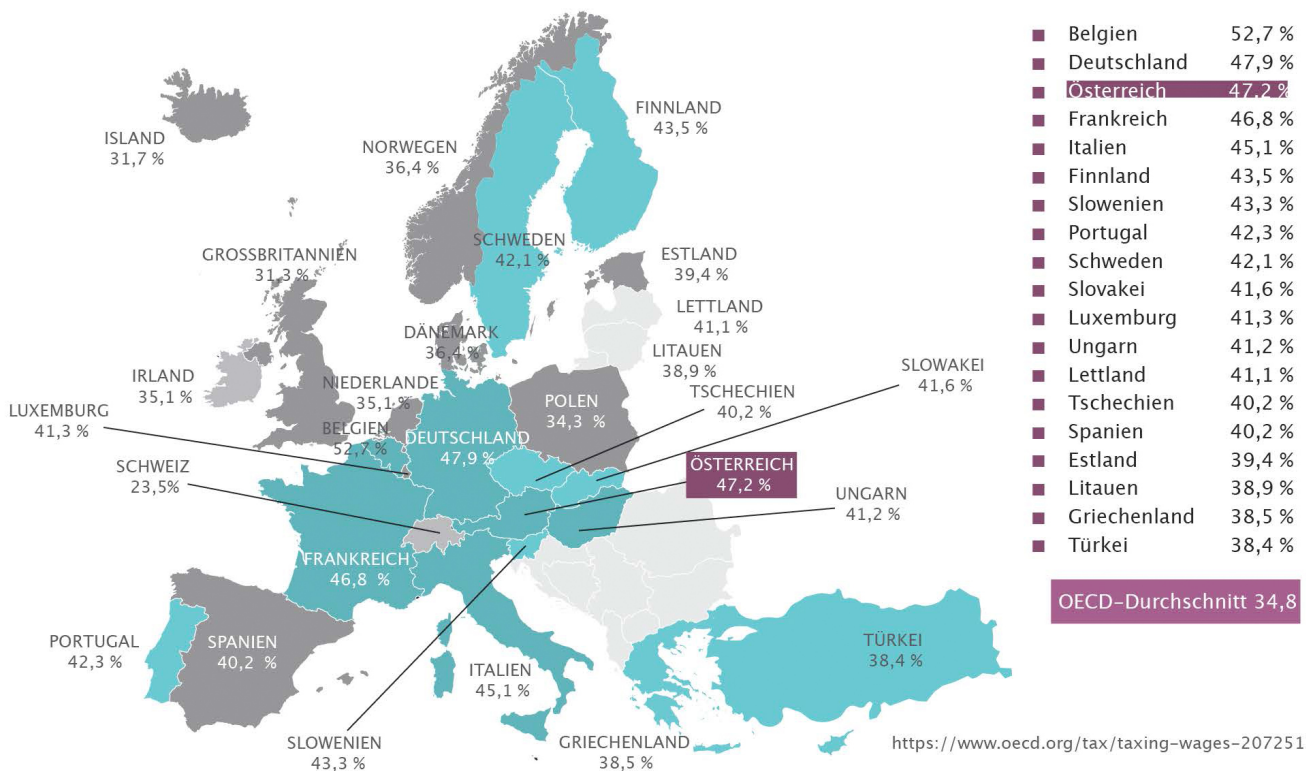 ISLAND
31,7 %
NORWEGEN
36,4 %
FINNLAND
43,5 %
GROSSBRITANNIEN
31,3 %
SCHWEDEN
42,1 %
ESTLAND
39,4 %
LETTLAND
41,1 %
DÄNEMARK
36,4 %
LITAUEN
38,9 %
IRLAND
35,1 %
NIEDERLANDE
35,1 %
POLEN
34,3 %
TSCHECHIEN
40,2 %
SLOWAKEI
41,6 %
LUXEMBURG
41,3 %
BELGIEN
52,7 %
DEUTSCHLAND
47,9 %
SCHWEIZ
23,5%
ÖSTERREICH
47,2 %
UNGARN
41,2 %
FRANKREICH
46,8 %
PORTUGAL
42,3 %
SPANIEN
40,2 %
ITALIEN
45,1 %
TÜRKEI
38,4 %
SLOWENIEN
43,3 %
GRIECHENLAND
38,5 %
Belgien 52,7 %
Deutschland 47,9 %
Österreich 47,2 %
Frankreich 46,8 %
Italien 45,1 %
Finnland 43,5 %
Slowenien 43,3 %
Portugal 42,3 %
Schweden 42,1 %
Slovakei 41,6 %
Luxemburg 41,3 %
Ungarn 41,2 %
Lettland 41,1 %
Tschechien 40,2 %
Spanien 40,2 %
Estland 39,4 %
Litauen 38,9 %
Griechenland 38,5 %
Türkei 38,4 %
OECD-Durchschnitt 34,8
https://www.oecd.org/tax/taxing-wages-207251